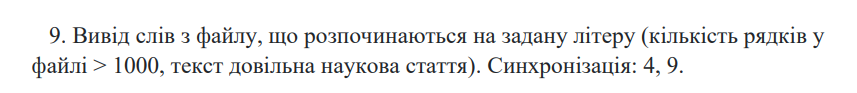 9. Вивід слів з файлу, що розпочинаються на задану літеру (кількість рядків у
файлі > 1000, текст довільна наукова стаття). Синхронізація: 4, 9.